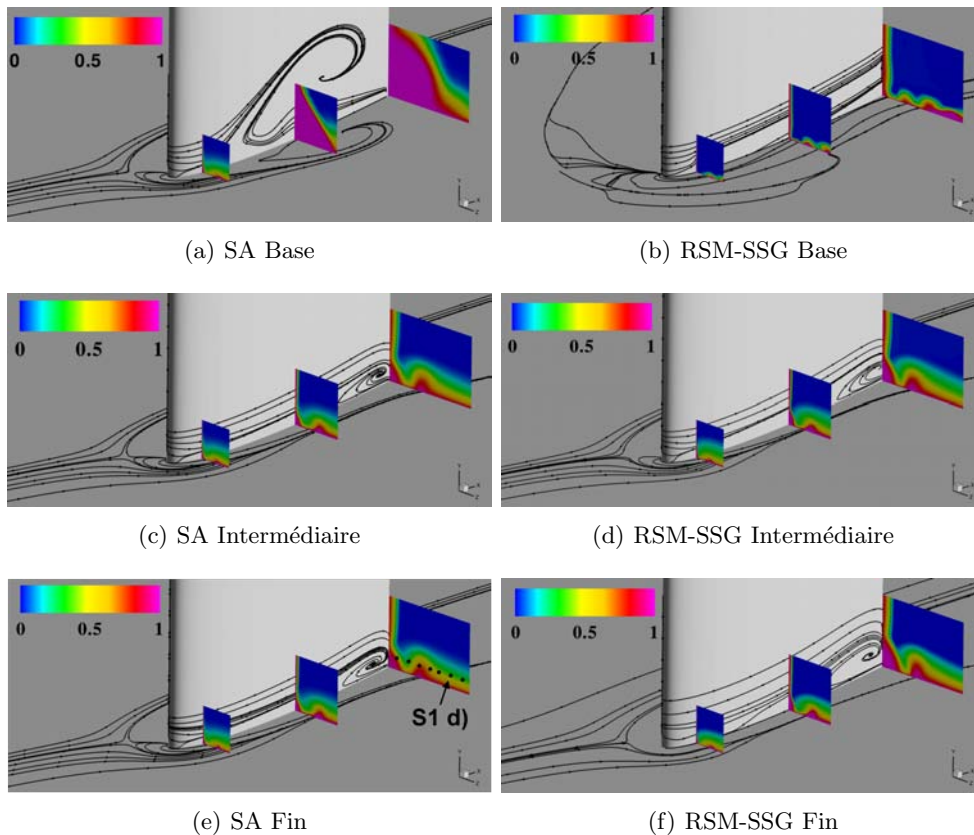 0 0.5 1
0 0.5 1
Y
X
Z
Y
X
Z
(a) SA Base
(b) RSM-SSG Base
0 0.5 1
0 0.5 1
Y
X
Z
Y
X
Z
(c) SA Intermédiaire
(d) RSM-SSG Intermédiaire
0 0.5 1
0 0.5 1
S1 d)
Y
X
Z
Y
X
Z
(e) SA Fin
(f) RSM-SSG Fin